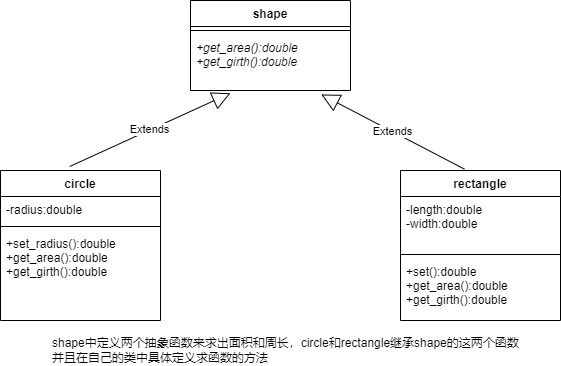 shape
+get_area():double
+get_girth():double
Extends
Extends
circle
-radius:double
+set_radius():double
+get_area():double
+get_girth():double
rectangle
-length:double
-width:double
+set():double
+get_area():double
+get_girth():double
shape中定义两个抽象函数来求出面积和周长，circle和rectangle继承shape的这两个函数
并且在自己的类中具体定义求函数的方法